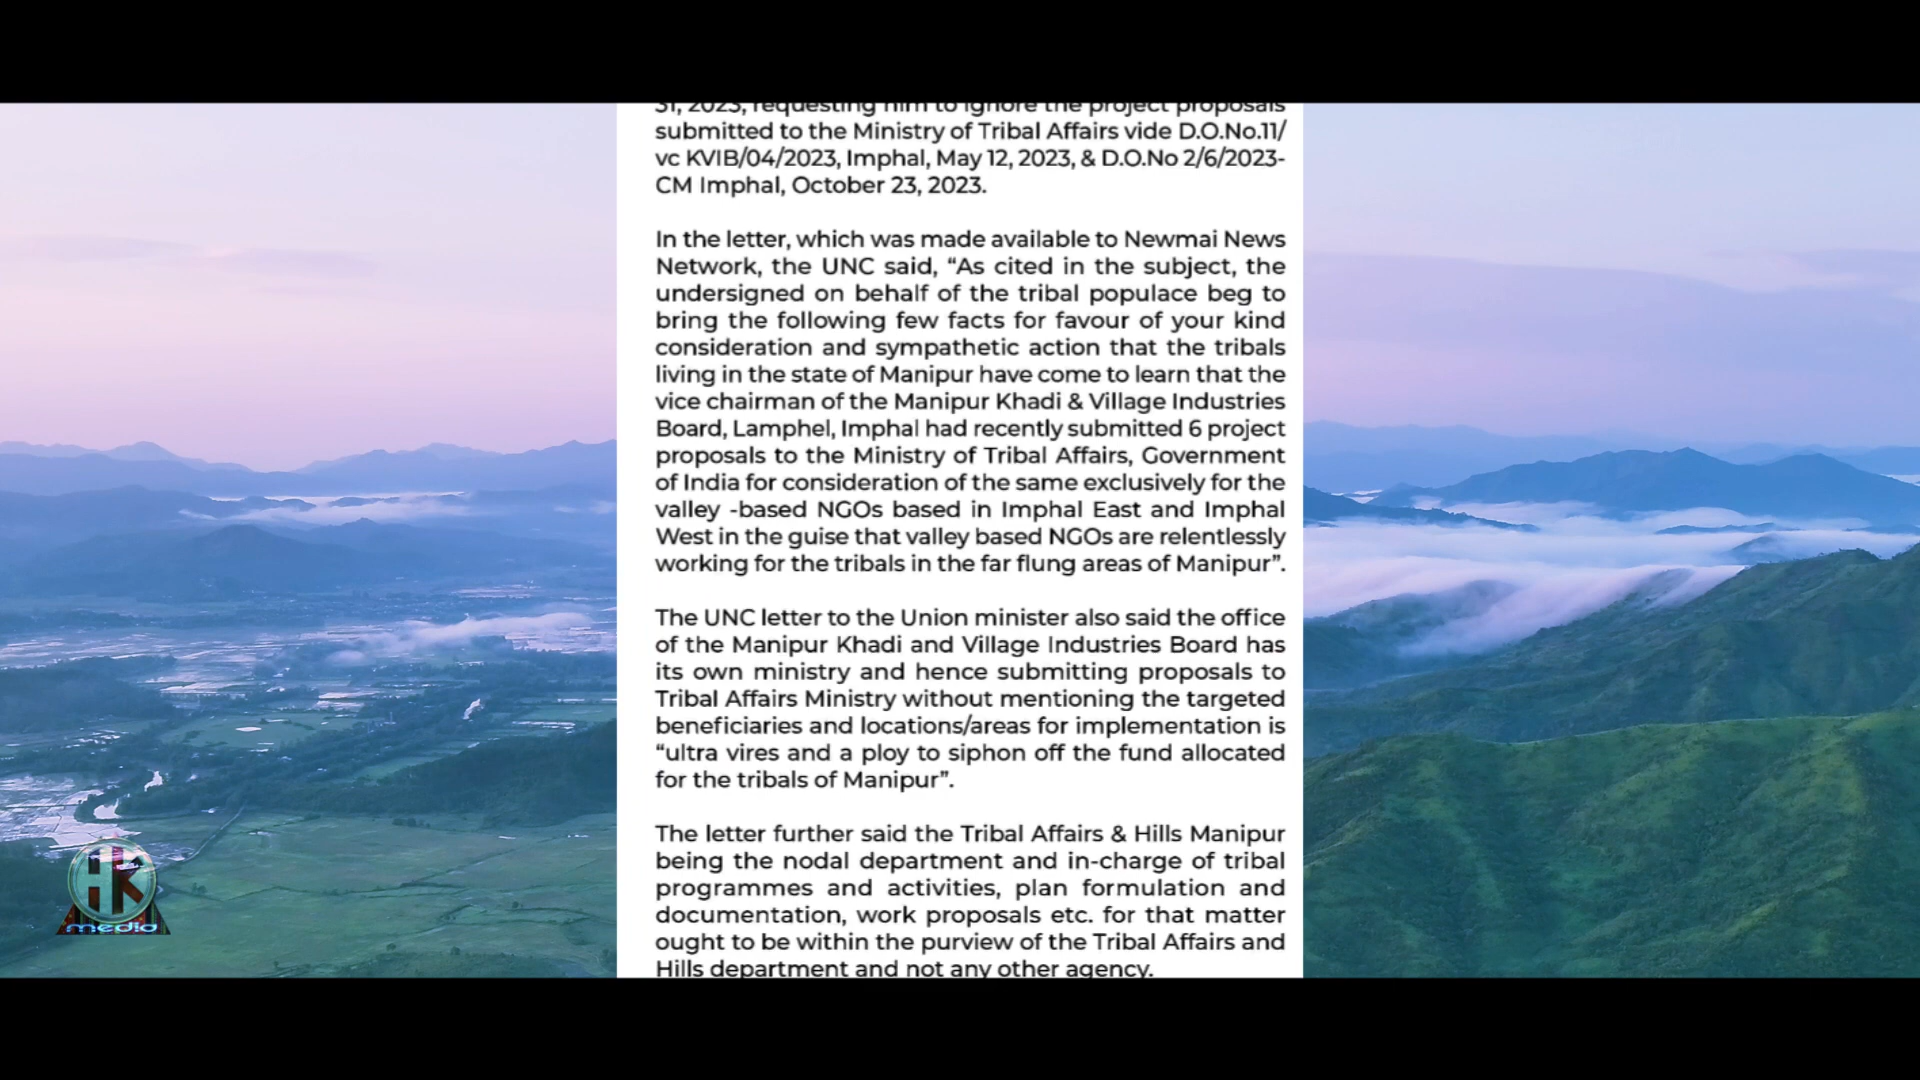 31, 2023, requesting him to ignore the project proposals
submitted to the Ministry of Tribal Affairs vide D.O.No.11/
vc KVIB/04/2023, Imphal, May 12, 2023, & D.O.No 2/6/2023-
CM Imphal, October 23, 2023.
In the letter, which was made available to Newmai News
Network, the UNC said, “As cited in the subject, the
undersigned on behalf of the tribal populace beg to
bring the following few facts for favour of your kind
consideration and sympathetic action that the tribals
living in the state of Manipur have come to learn that the
vice chairman of the Manipur Khadi & Village Industries
Board, Lamphel, Imphal had recently submitted 6 project
proposals to the Ministry of Tribal Affairs, Government
of India for consideration of the same exclusively for the
valley -based NGOs based in Imphal East and Imphal
West in the guise that valley based NGOs are relentlessly
working for the tribals in the far flung areas of Manipur”.
The UNC letter to the Union minister also said the office
of the Manipur Khadi and Village Industries Board has
its own ministry and hence submitting proposals to
Tribal Affairs Ministry without mentioning the targeted
beneficiaries and locations/areas for implementation is
“ultra vires and a ploy to siphon off the fund allocated
for the tribals of Manipur”.
The letter further said the Tribal Affairs & Hills Manipur
being the nodal department and in-charge of tribal
programmes and activities, plan formulation and
documentation, work proposals etc. for that matter
ought to be within the purview of the Tribal Affairs and
Hills department and not any other agency.
HK
media